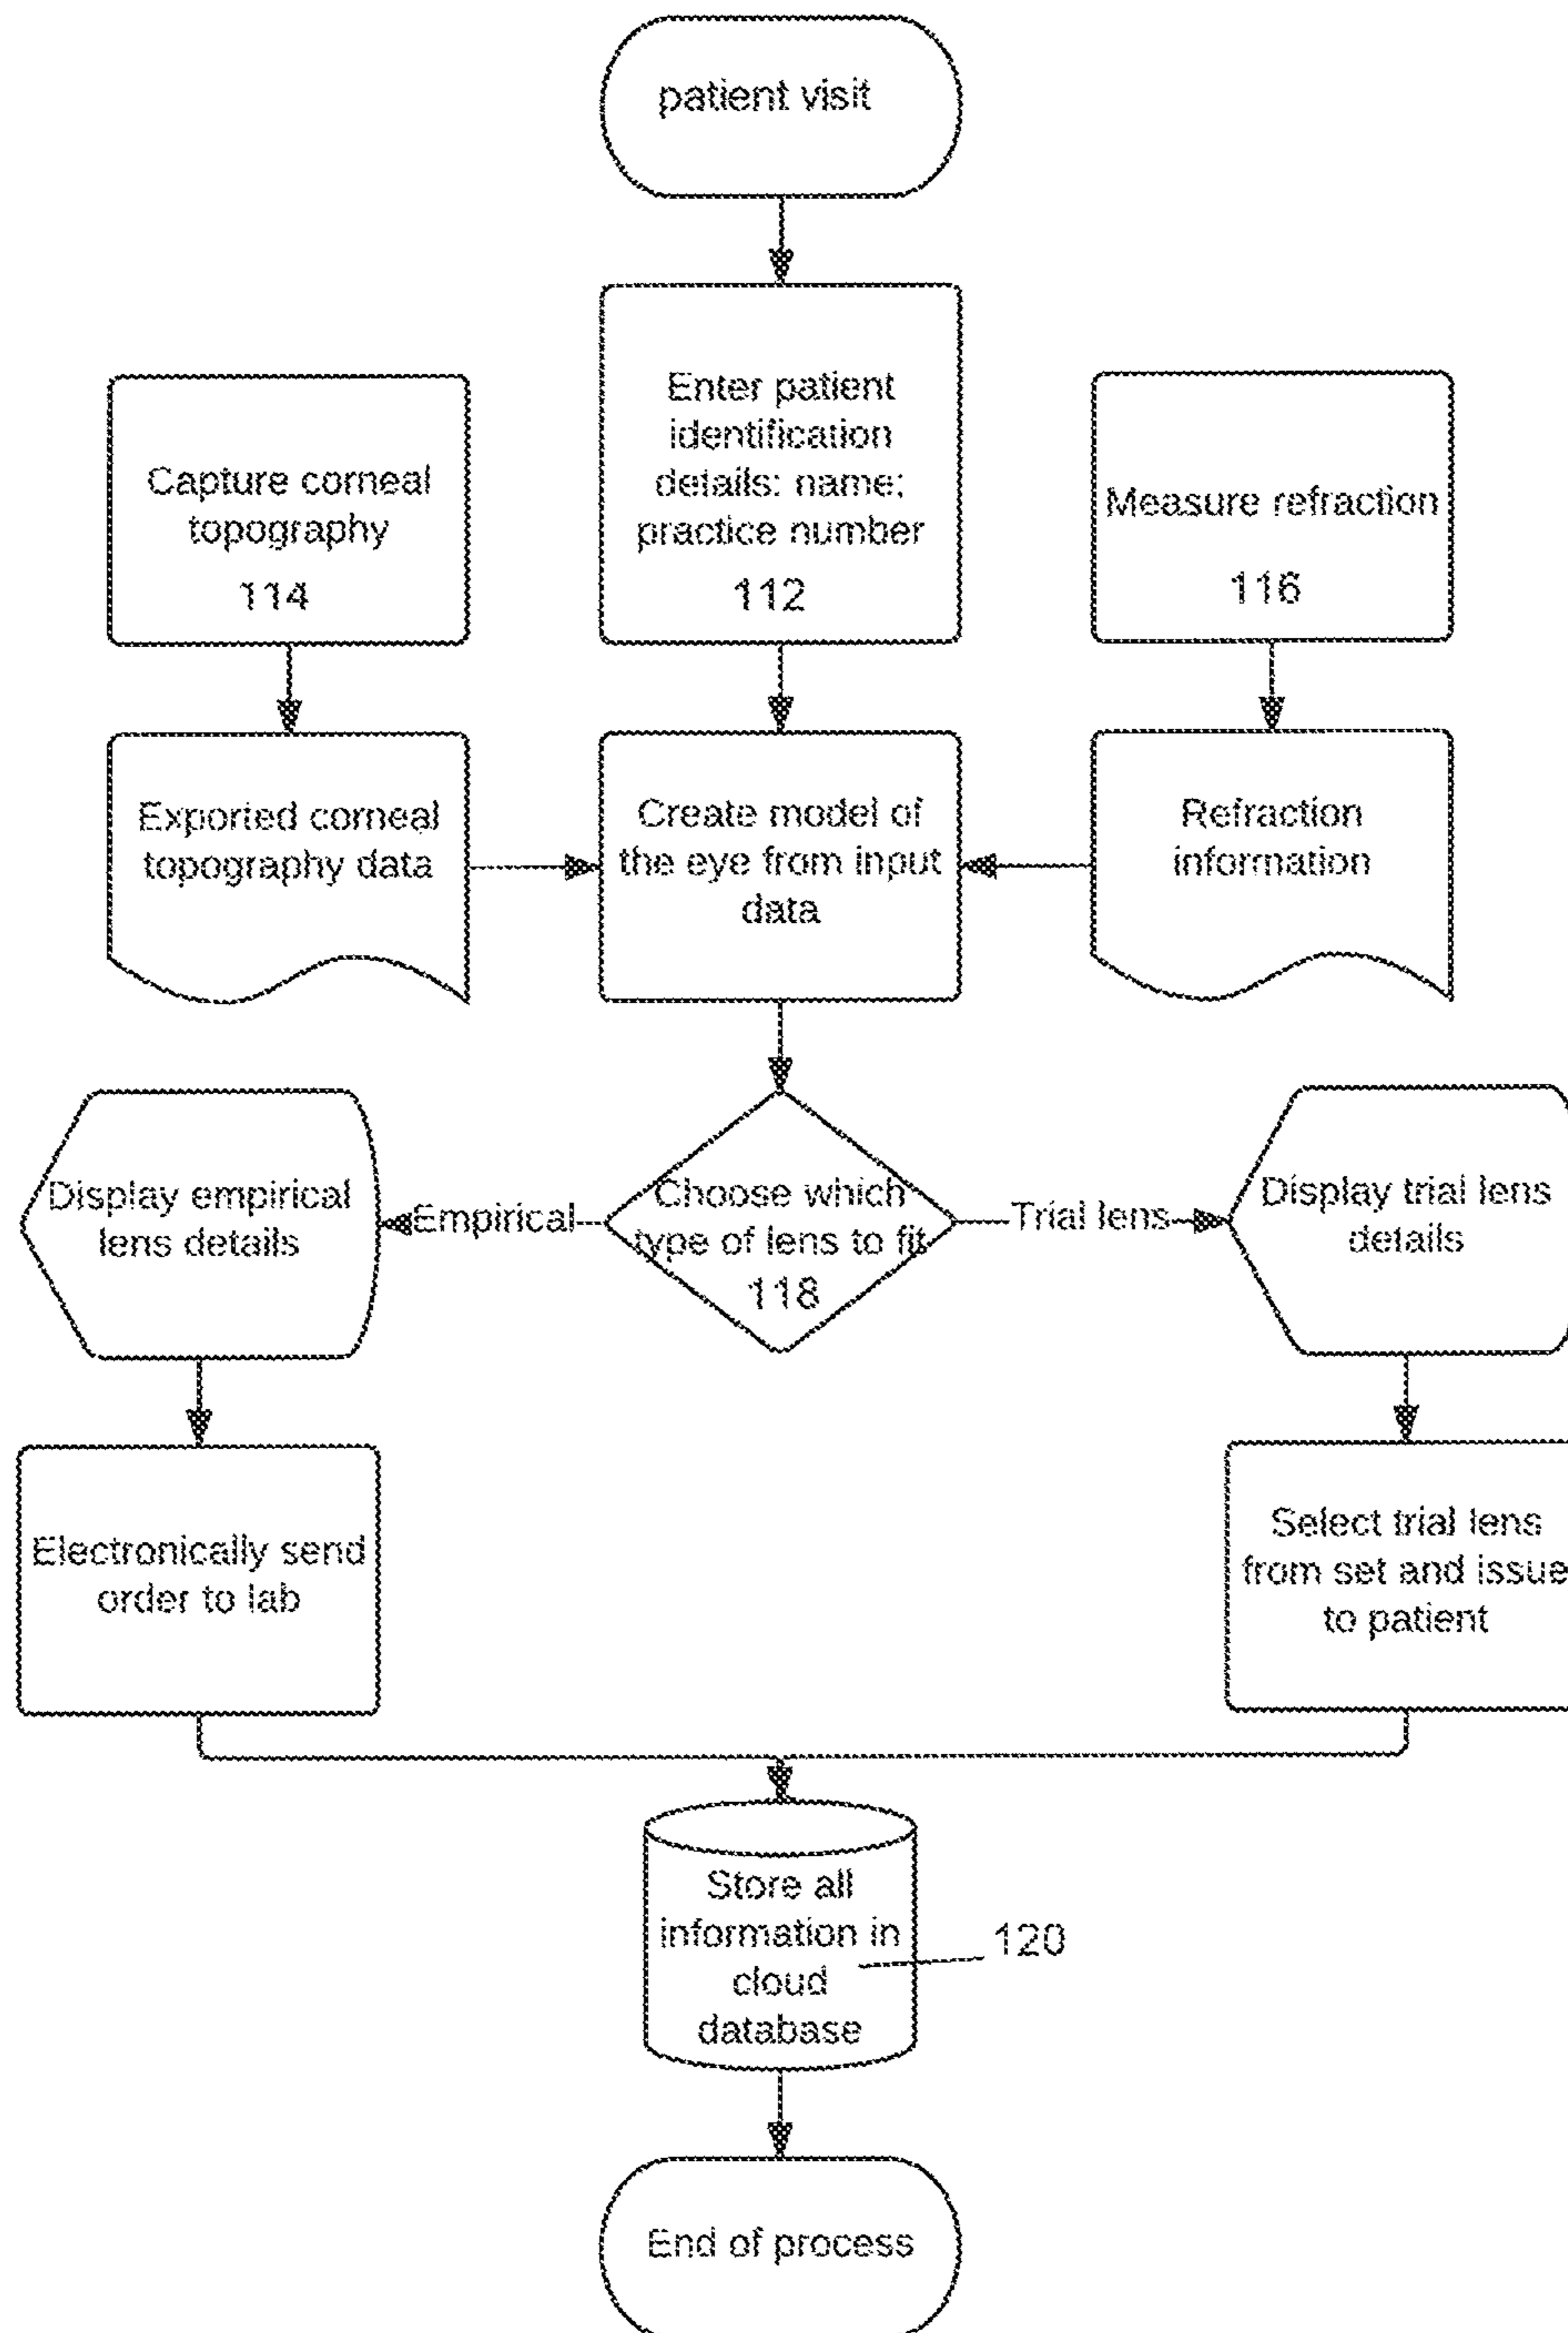 patient visit
Capture corneal
topography
114
Enter patient
identification
details: name;
practice number
112
Measure refraction
116
Exported corneal
topography data
Create model of
the eye from input
data
Refraction
information
Display empirical
lens details
Empirical
Choose which
type of lens to fit
118
Trial lens
Display trial lens
details
Electronically send
order to lab
Select trial lens
from set and issue
to patient
Store all
information in
cloud
database
120
End of process